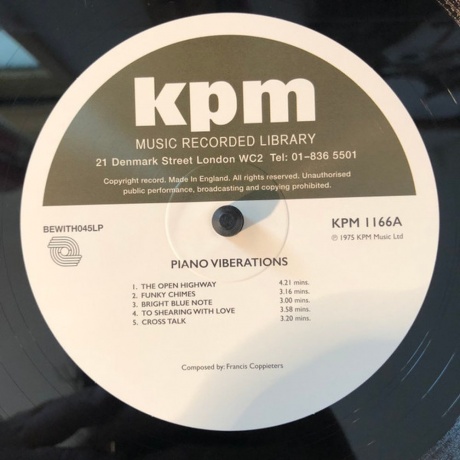 kpm
MUSIC RECORDED LIBRARY
21 Denmark Street London WC2 Tel: 01-836 5501
Copyright record. Made In England. All rights reserved. Unauthorised
public performance, broadcasting and copying prohibited.
BEWITH045LP
KPM 1166A
℗ 1975 KPM Music Ltd
PIANO VIBERATIONS
1. THE OPEN HIGHWAY 4.21 mins.
2. FUNKY CHIMES 3.16 mins.
3. BRIGHT BLUE NOTE 3.00 mins.
4. TO SHEARING WITH LOVE 3.58 mins.
5. CROSS TALK 3.20 mins.
Composed by: Francis Coppieters